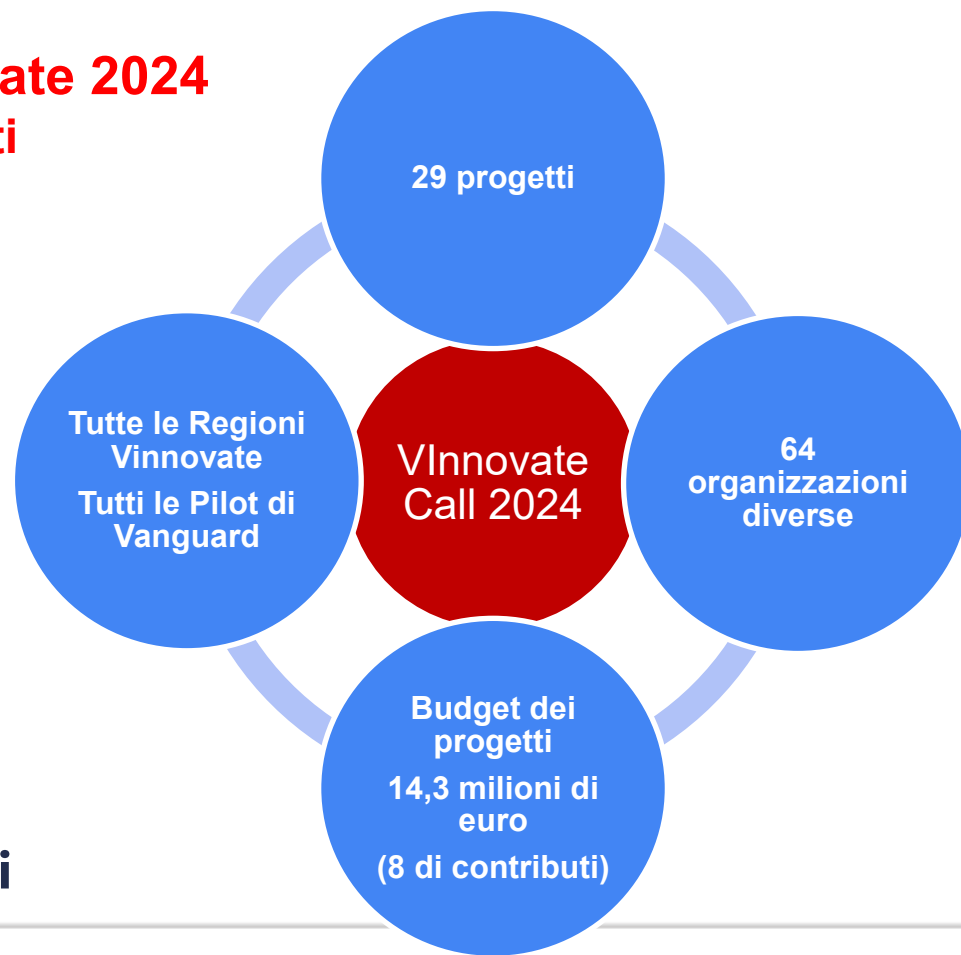 ate 2024
ti
29 progetti
Tutte le Regioni
Vinnovate
Tutti le Pilot di
Vanguard
VInnovate
Call 2024
64
organizzazioni
diverse
Budget dei
progetti
14,3 milioni di
euro
(8 di contributi)
i